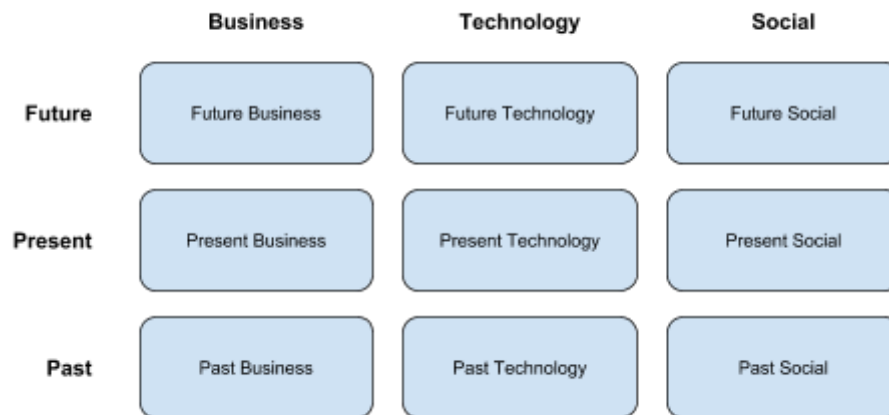 Business Technology Social
Future Future Business Future Technology Future Social
Present Present Business Present Technology Present Social
Past Past Business Past Technology Past Social